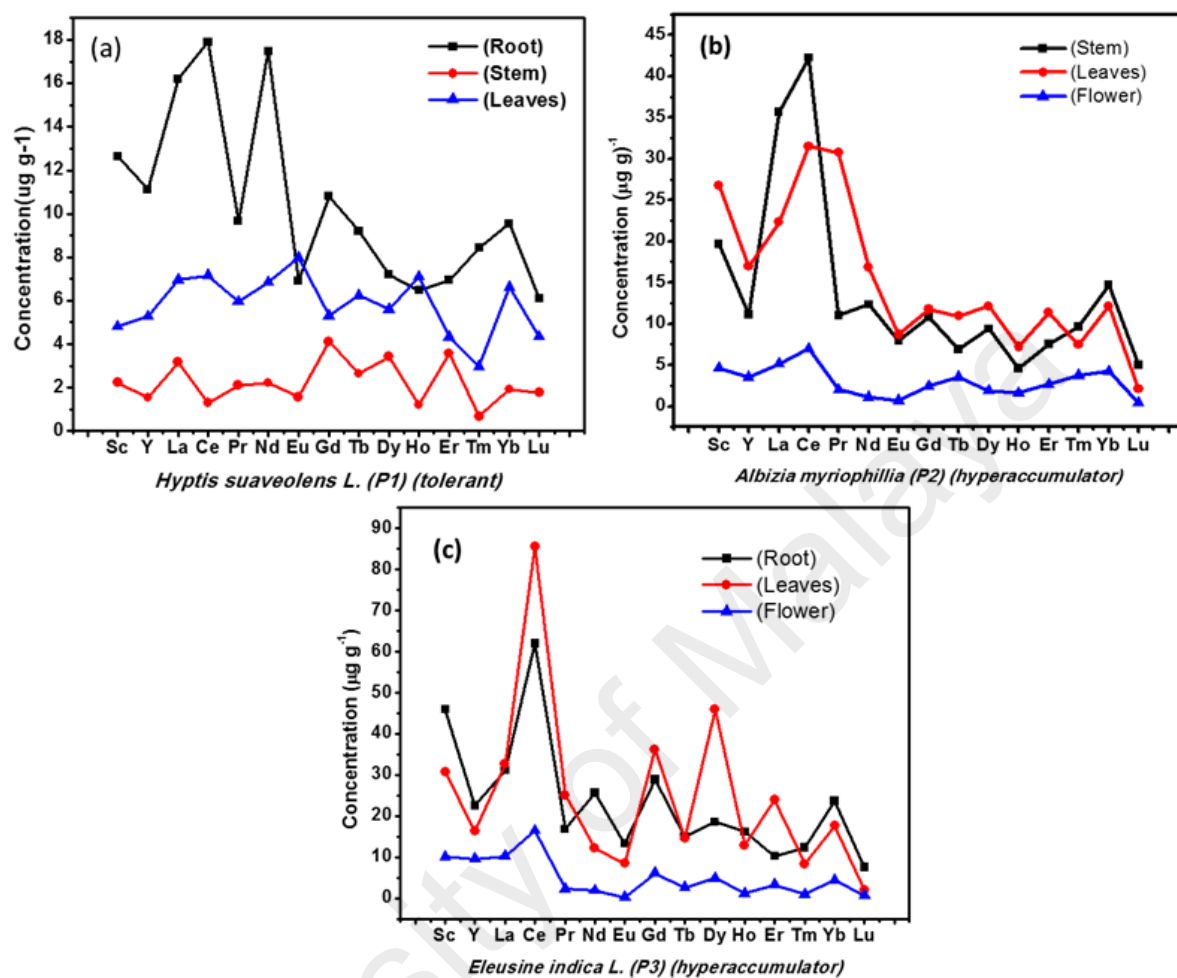 (a)
(Root)
(Stem)
(Leaves)
Concentration(ug g-1)
18
16
14
12
10
8
6
4
2
0
Sc Y La Ce Pr Nd Eu Gd Tb Dy Ho Er Tm Yb Lu
Hyptis suaveolens L. (P1) (tolerant)
(b)
(Stem)
(Leaves)
(Flower)
Concentration (µg g)-1
45
40
35
30
25
20
15
10
5
0
Sc Y La Ce Pr Nd Eu Gd Tb Dy Ho Er Tm Yb Lu
Albizia myriophillia (P2) (hyperaccumulator)
(c)
(Root)
(Leaves)
(Flower)
Concentration (µg g-1)
90
80
70
60
50
40
30
20
10
0
Sc Y La Ce Pr Nd Eu Gd Tb Dy Ho Er Tm Yb Lu
Eleusine indica L. (P3) (hyperaccumulator)
sity of Malaya